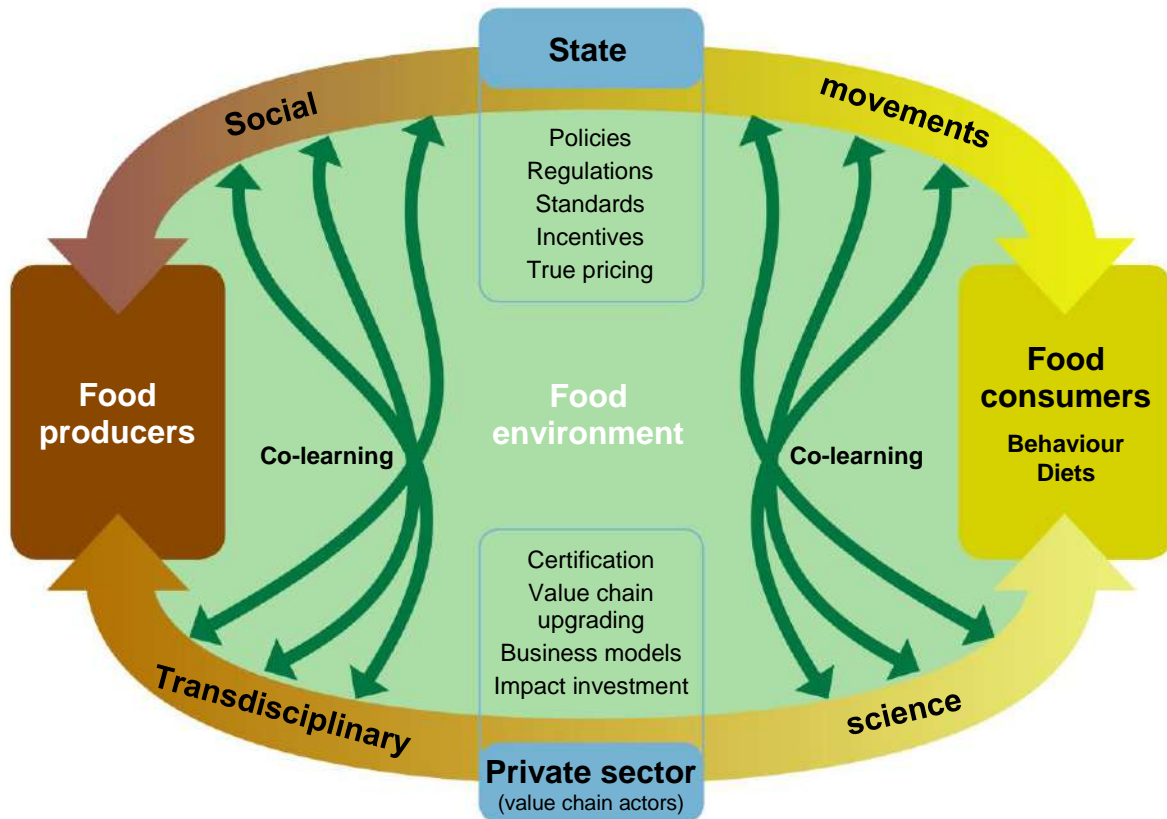 State
Social
movements
Policies
Regulations
Standards
Incentives
True pricing
Food
producers
Food
environment
Food
consumers
Behaviour
Diets
Co-learning
Co-learning
Certification
Value chain
upgrading
Business models
Impact investment
Transdisciplinary
science
Private sector
(value chain actors)